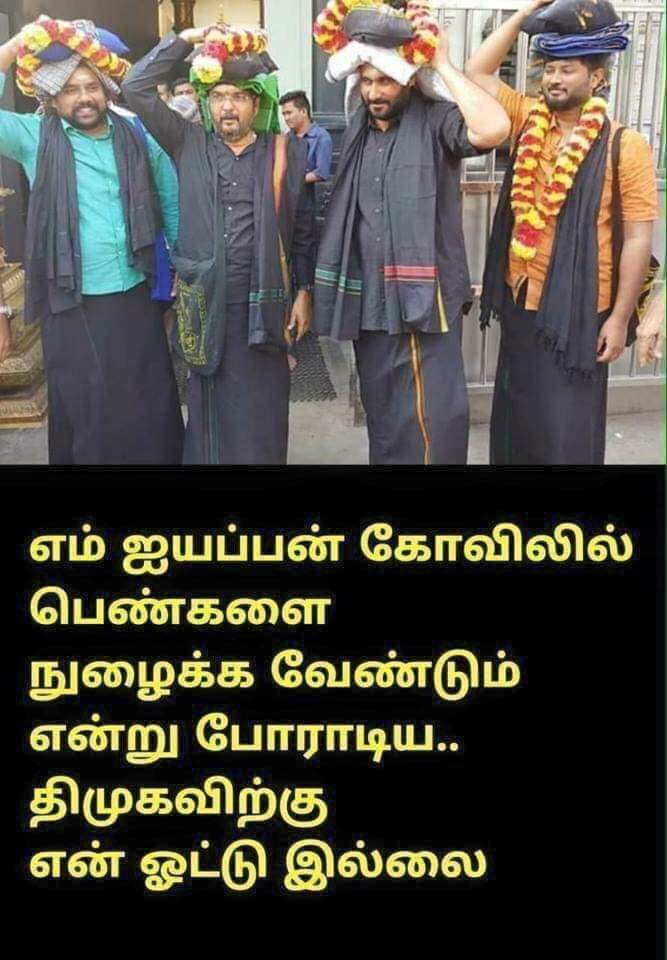 எம் ஐயப்பன் கோவிலில்
பெண்களை
நுழைக்க வேண்டும்
என்று போராடிய..
திமுகவிற்கு
என் ஓட்டு இல்லை